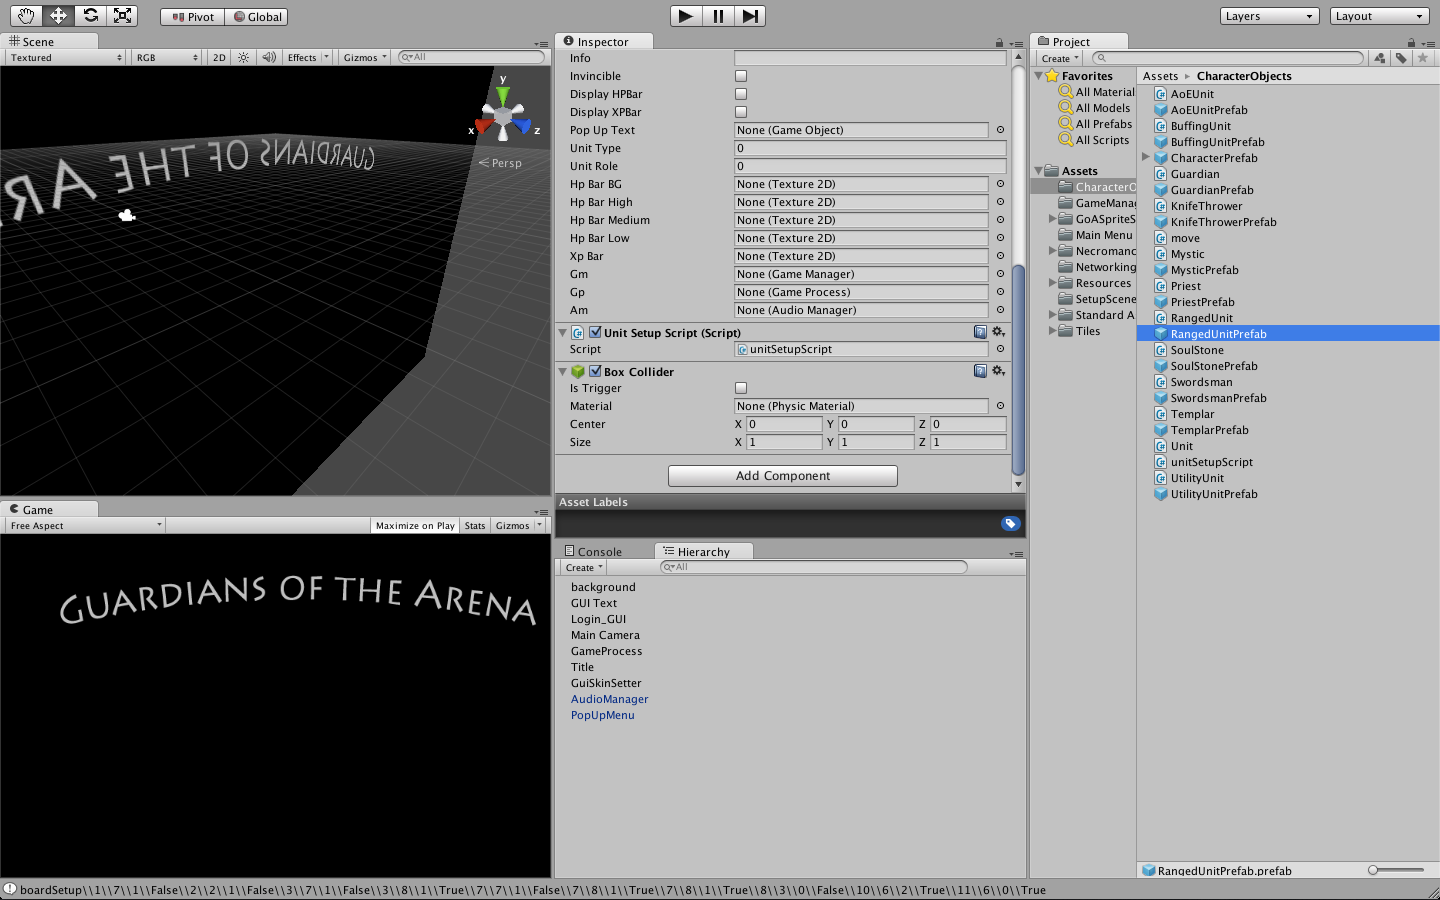 Pivot Global Layers Layout
Scene
Textured RGB 2D Effects Gizmos All
y
x z
Persp
GUARDIANS OF THE AR
Game
Free Aspect Maximize on Play Stats Gizmos
GUARDIANS OF THE ARENA
Inspector
Info
Invincible
Display HPBar
Display XPBar
Pop Up Text None (Game Object)
Unit Type 0
Unit Role 0
Hp Bar BG None (Texture 2D)
Hp Bar High None (Texture 2D)
Hp Bar Medium None (Texture 2D)
Hp Bar Low None (Texture 2D)
Xp Bar None (Texture 2D)
Gm None (Game Manager)
Gp None (Game Process)
Am None (Audio Manager)
Unit Setup Script (Script)
Script unitSetupScript
Box Collider
Is Trigger
Material None (Physic Material)
Center X 0 Y 0 Z 0
Size X 1 Y 1 Z 1
Add Component
Asset Labels
Console Hierarchy
Create All
background
GUI Text
Login_GUI
Main Camera
GameProcess
Title
GuiSkinSetter
AudioManager
PopUpMenu
Project
Create
Favorites
All Material
All Models
All Prefabs
All Scripts
Assets
CharacterO
GameManag
GoASpriteS
Main Menu
Necromanc
Networking
Resources
SetupScene
Standard A
Tiles
Assets CharacterObjects
AoEUnit
AoEUnitPrefab
BuffingUnit
BuffingUnitPrefab
CharacterPrefab
Guardian
GuardianPrefab
KnifeThrower
KnifeThrowerPrefab
move
Mystic
MysticPrefab
Priest
PriestPrefab
RangedUnit
RangedUnitPrefab
SoulStone
SoulStonePrefab
Swordsman
SwordsmanPrefab
Templar
TemplarPrefab
Unit
unitSetupScript
UtilityUnit
UtilityUnitPrefab
RangedUnitPrefab.prefab
boardSetup\\1\\7\\1\\False\\2\\2\\1\\False\\3\\7\\1\\False\\3\\8\\1\\True\\7\\7\\1\\False\\7\\8\\1\\True\\7\\8\\1\\True\\8\\3\\0\\False\\10\\6\\2\\True\\11\\6\\0\\True